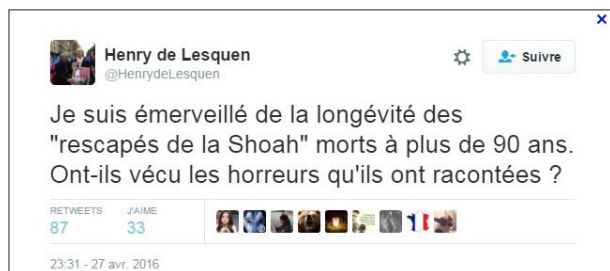 Henry de Lesquen
@HenrydeLesquen
Suivre
Je suis émerveillé de la longévité des
"rescapés de la Shoah" morts à plus de 90 ans.
Ont-ils vécu les horreurs qu'ils ont racontées ?
RETWEETS J'AIME
87 33
23:31 - 27 avr. 2016